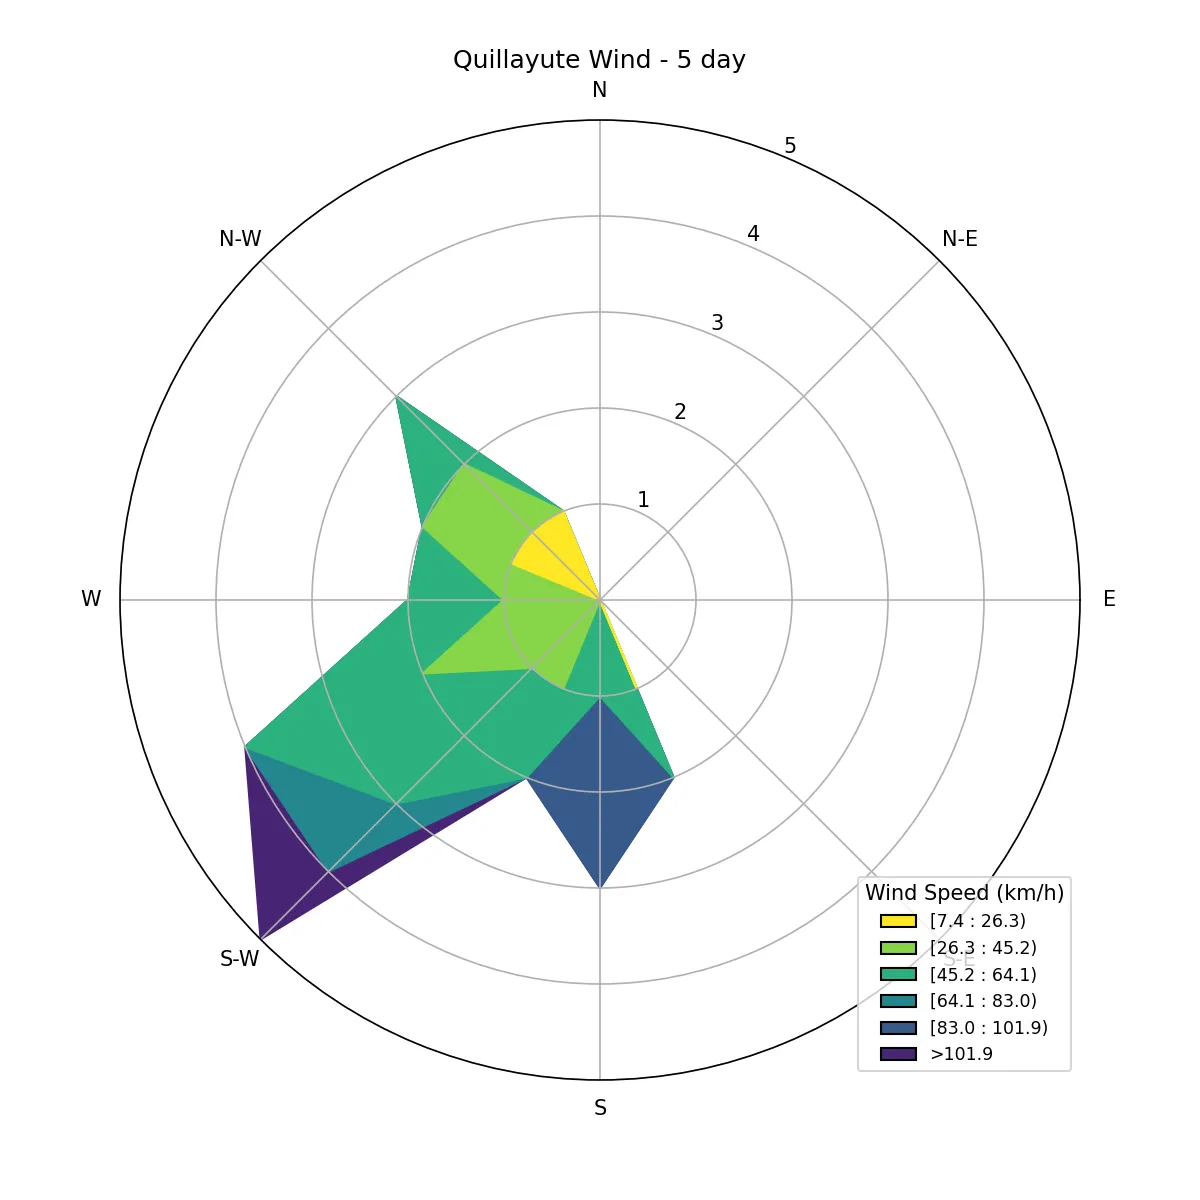 Quillayute Wind - 5 day
N
5
N-W
4
N-E
3
2
1
W
E
S-W
S-E
S
Wind Speed (km/h)
[7.4 : 26.3)
[26.3 : 45.2)
[45.2 : 64.1)
[64.1 : 83.0)
[83.0 : 101.9)
>101.9